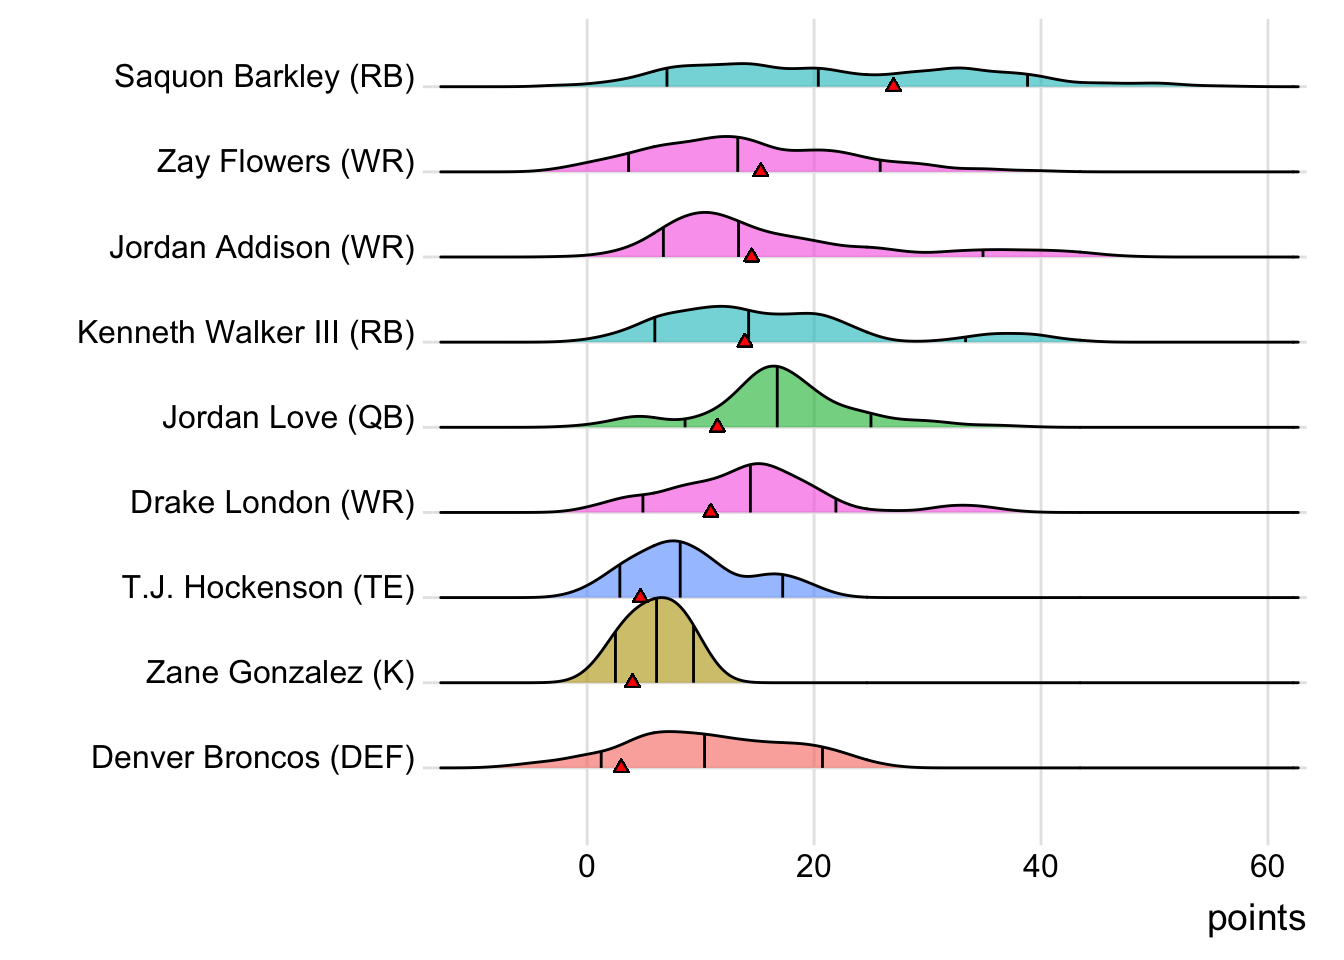 Saquon Barkley (RB)
Zay Flowers (WR)
Jordan Addison (WR)
Kenneth Walker III (RB)
Jordan Love (QB)
Drake London (WR)
T.J. Hockenson (TE)
Zane Gonzalez (K)
Denver Broncos (DEF)
0 20 40 60
points